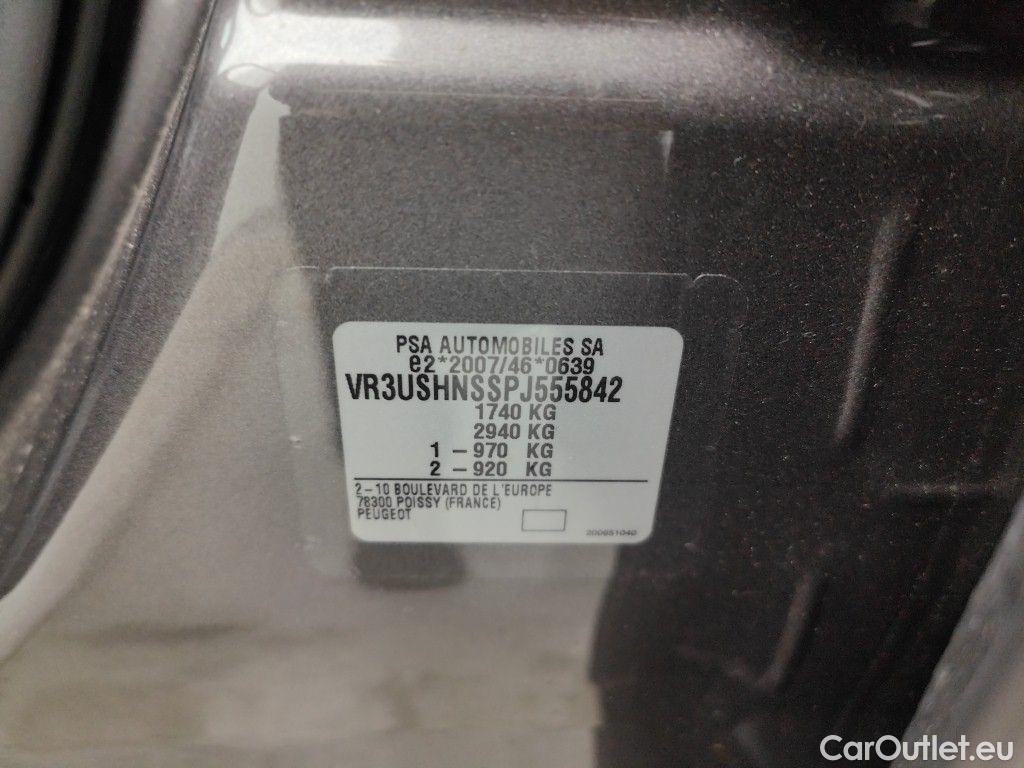 PSA AUTOMOBILES SA
e2*2007/46*0639
VR3USHNSSPJ555842
1740 KG
2940 KG
1 - 970 KG
2 - 920 KG
2-10 BOULEVARD DE L'EUROPE
78300 POISSY (FRANCE)
PEUGEOT
200651040
CarOutlet.eu